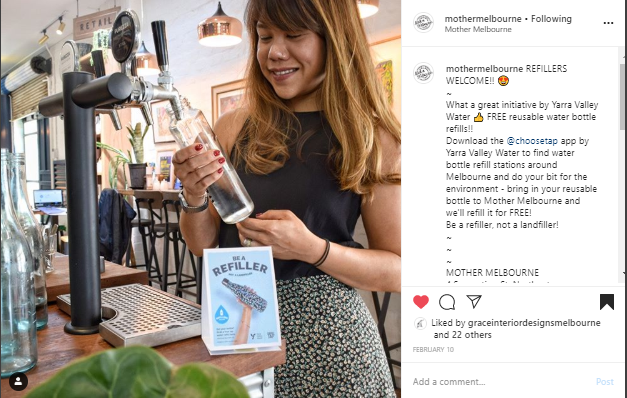 RETAIL
BE A
REFILLER
mothermelbourne • Following
Mother Melbourne
mothermelbourne REFILLERS
WELCOME!! 😍
~
What a great initiative by Yarra Valley
Water 👍 FREE reusable water bottle
refills!!
Download the @choosetap app by
Yarra Valley Water to find water
bottle refill stations around
Melbourne and do your bit for the
environment - bring in your reusable
bottle to Mother Melbourne and
we'll refill it for FREE!
Be a refiller, not a landfiller!
~
~
~
MOTHER MELBOURNE
Liked by graceinteriordesignsmelbourne
and 22 others
FEBRUARY 10
Add a comment...
Post